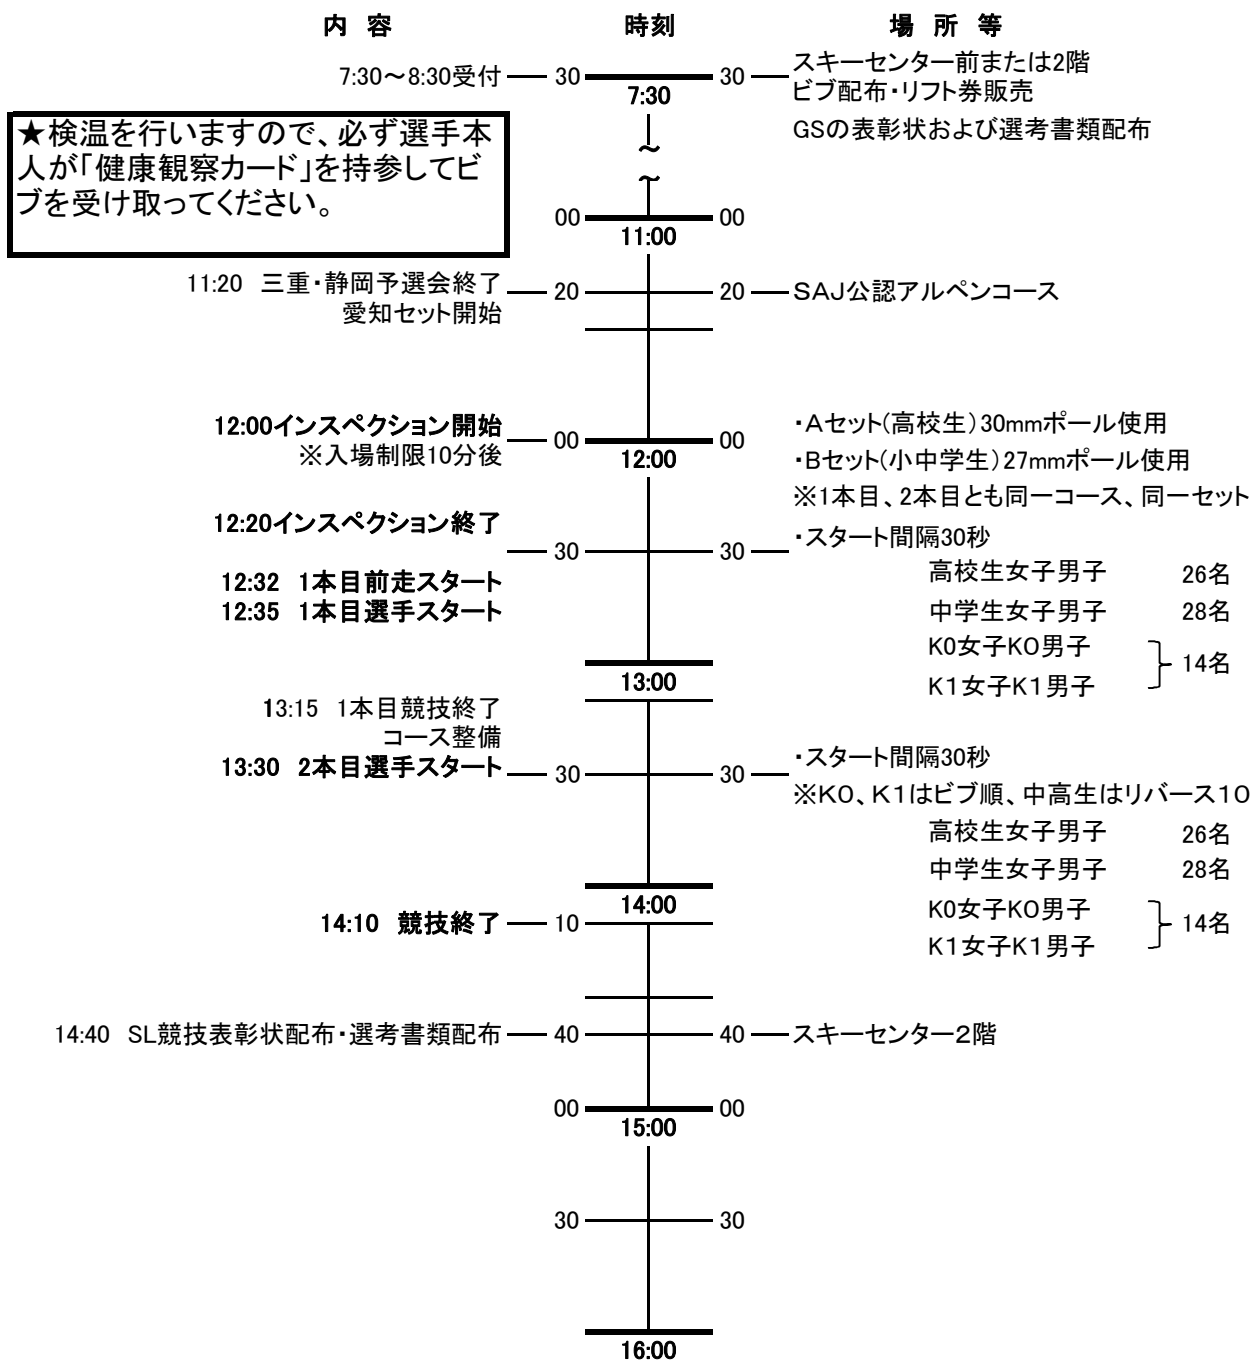 内 容 時刻 場 所 等
7:30～8:30受付 30 30 スキーセンター前または2階
7:30 ビブ配布・リフト券販売
GSの表彰状および選考書類配布
★検温を行いますので、必ず選手本
人が「健康観察カード」を持参してビ
ブを受け取ってください。
～
～
00 00
11:00
11:20 三重・静岡予選会終了 20 20 SAJ公認アルペンコース
愛知セット開始
12:00インスペクション開始 00 00 ・Aセット(高校生)30mmポール使用
※入場制限10分後 12:00 ・Bセット(小中学生)27mmポール使用
※1本目、2本目とも同一コース、同一セット
12:20インスペクション終了
30 30 ・スタート間隔30秒
高校生女子男子 26名
12:32 1本目前走スタート
12:35 1本目選手スタート 中学生女子男子 28名
K0女子KO男子
14名
13:00 K1女子K1男子
13:15 1本目競技終了
コース整備
13:30 2本目選手スタート 30 30 ・スタート間隔30秒
※K0、K1はビブ順、中高生はリバース10
高校生女子男子 26名
中学生女子男子 28名
14:00 K0女子KO男子
14:10 競技終了 10 14名
K1女子K1男子
14:40 SL競技表彰状配布・選考書類配布 40 40 スキーセンター2階
00 00
15:00
30 30
16:00